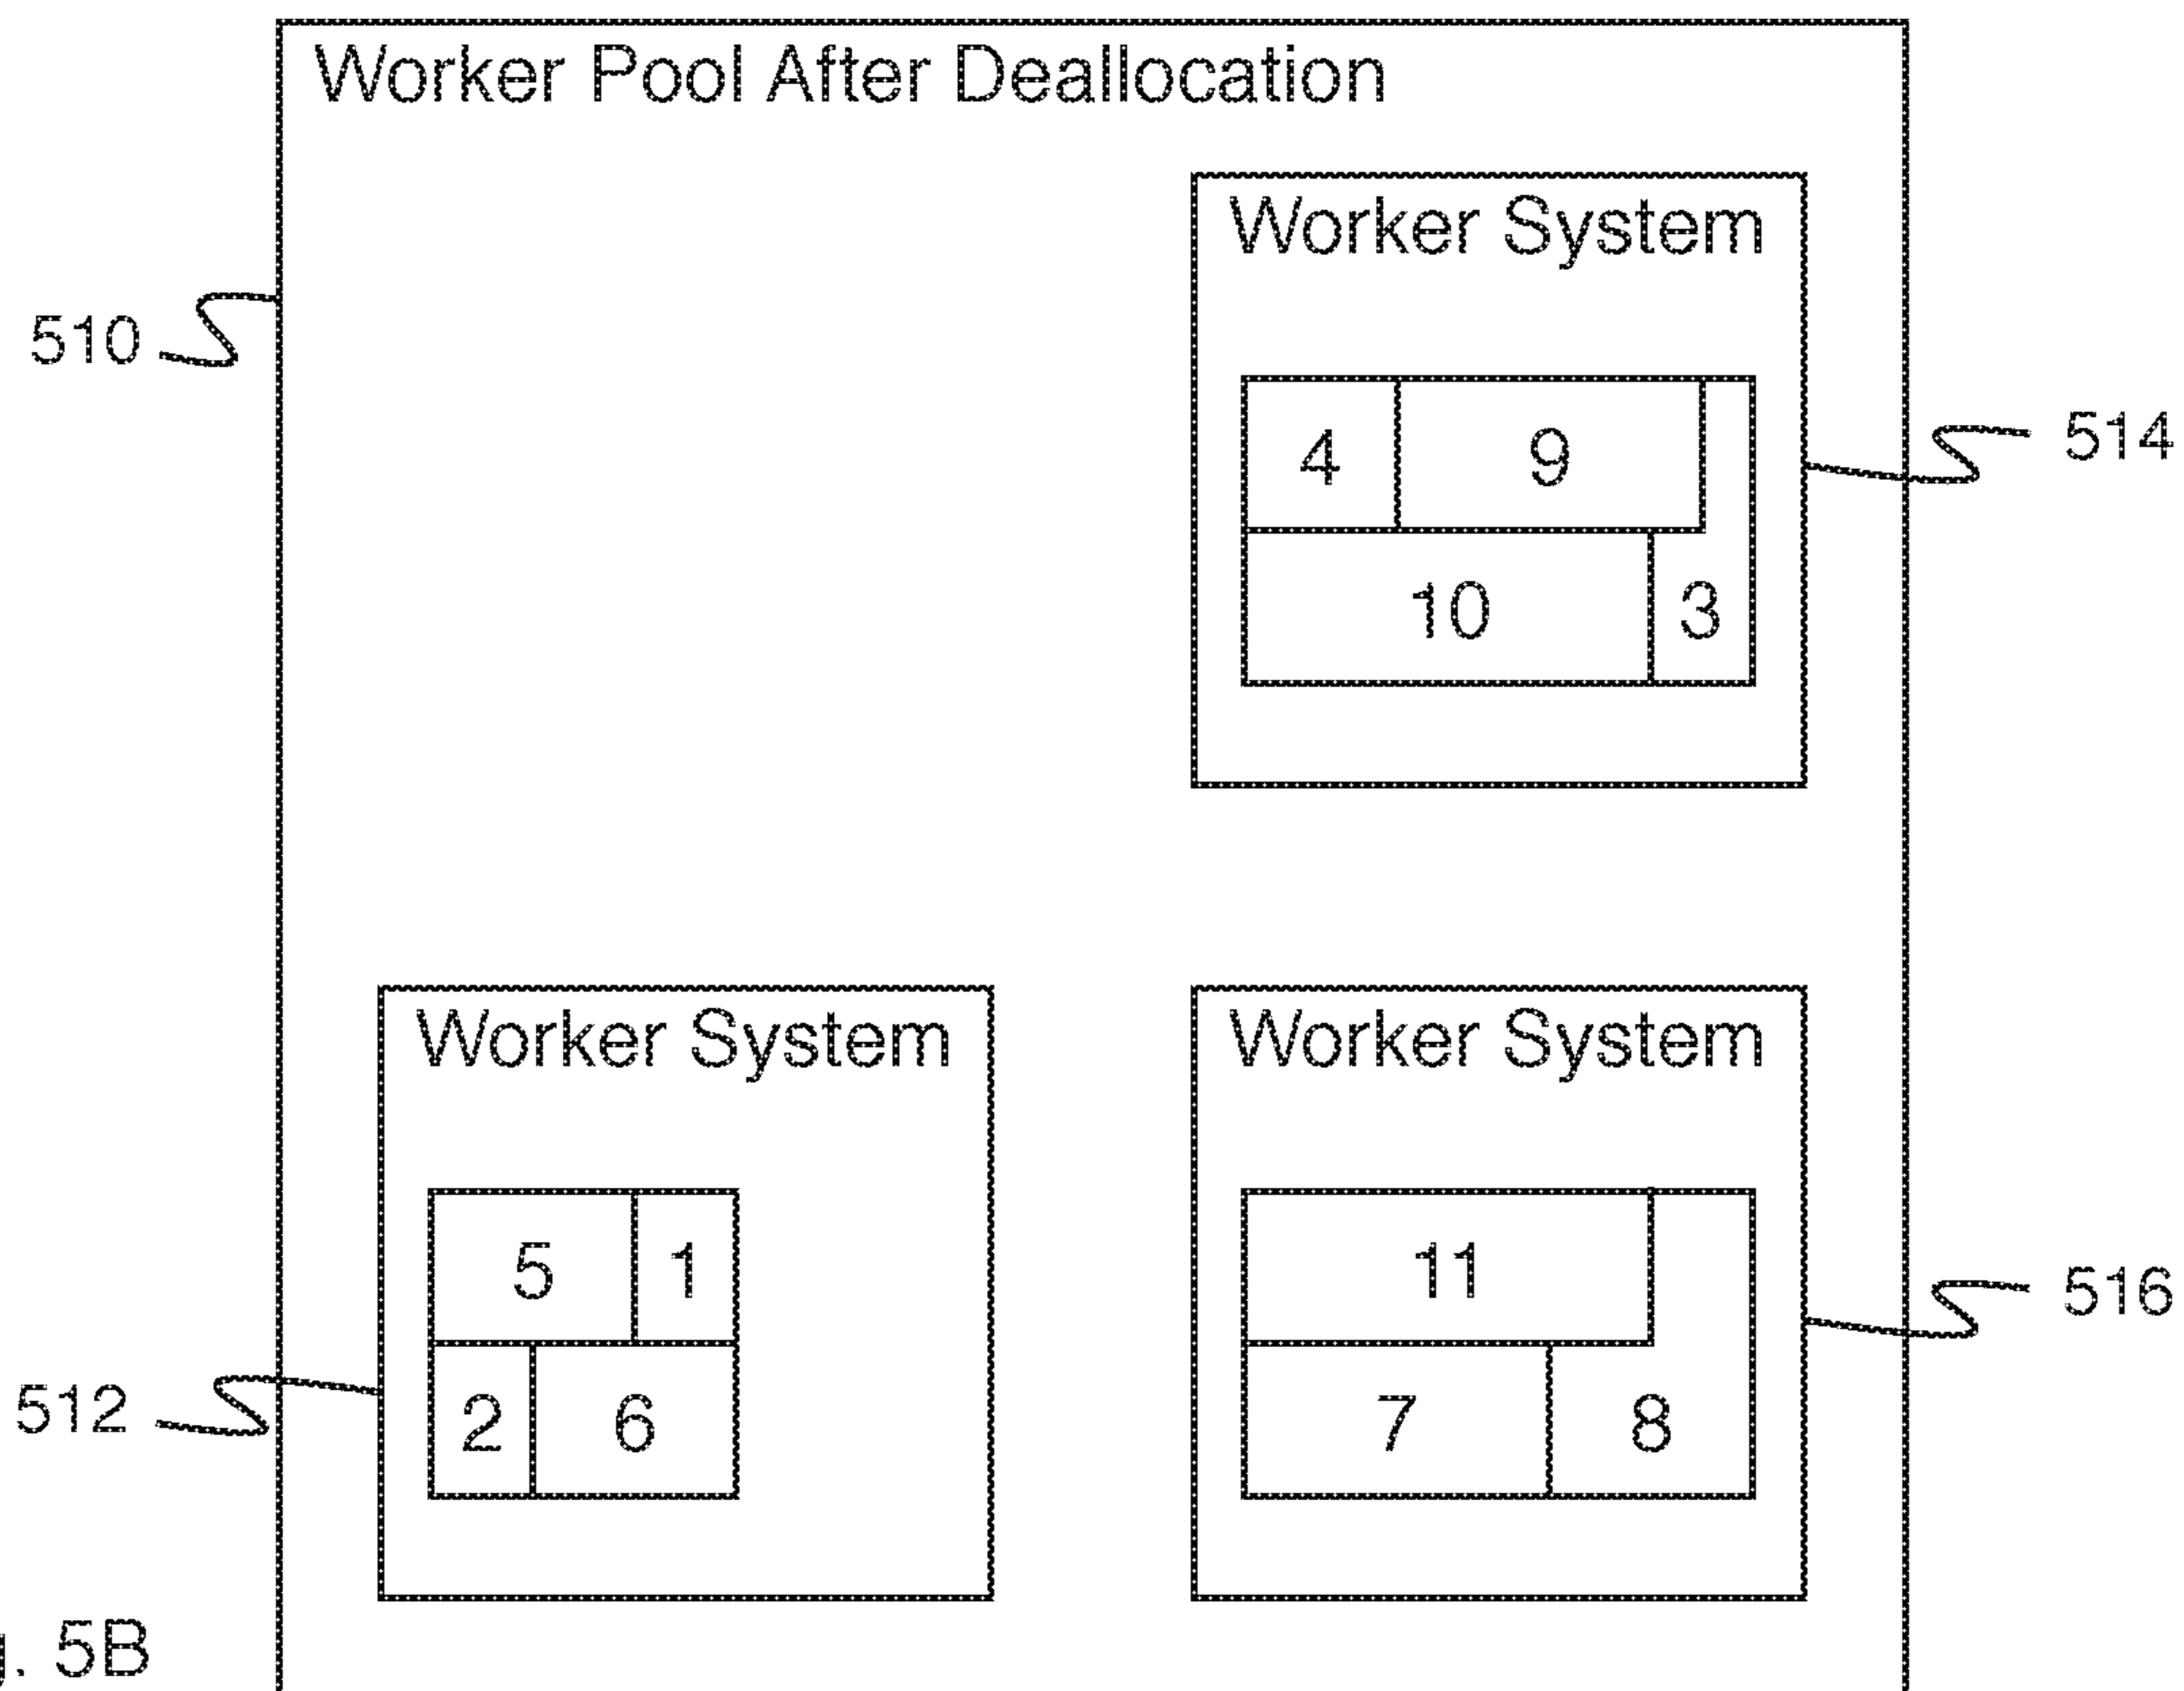 Worker Pool After Deallocation
Worker System
510
514
4 9
10 3
Worker System
Worker System
5 1
11
516
512
2 6
7 8
g. 5B